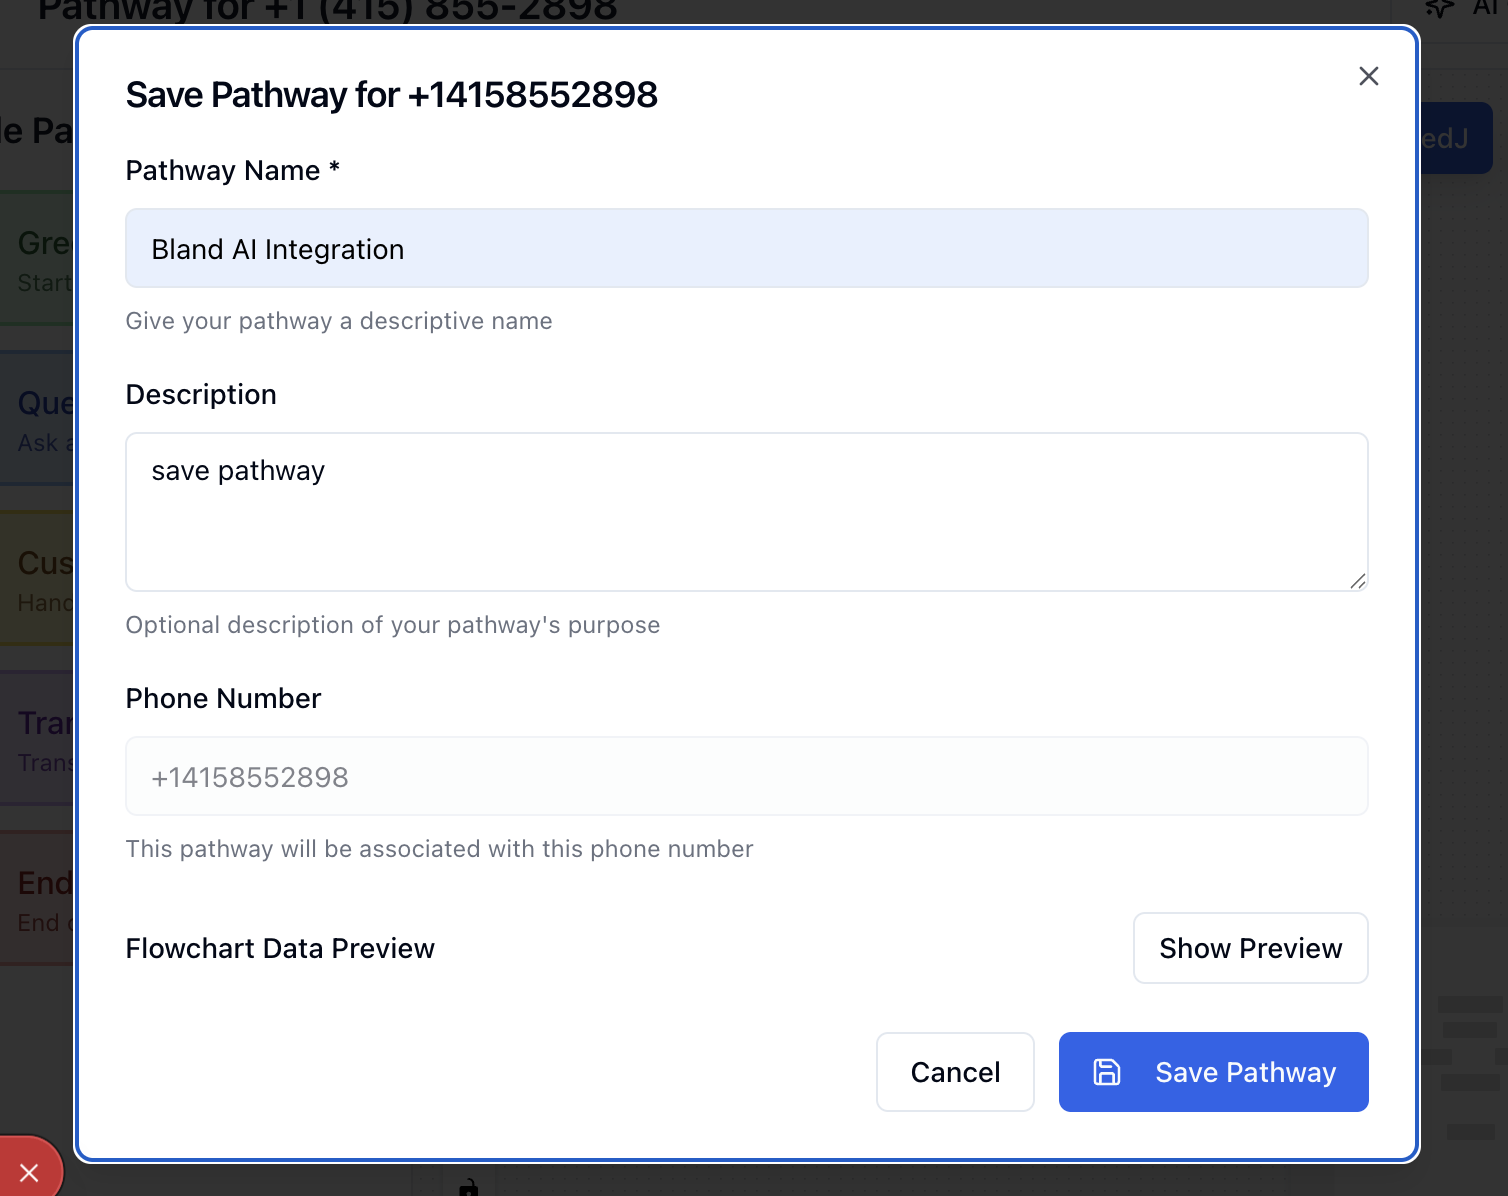 Pathway for +1 (415) 855-2898
AI
Save Pathway for +14158552898
le Pa
edJ
Pathway Name *
Gre
Bland AI Integration
Start
Give your pathway a descriptive name
Description
Que
Ask a
save pathway
Cus
Hand
Optional description of your pathway's purpose
Phone Number
Tran
Trans
+14158552898
This pathway will be associated with this phone number
End
End c
Flowchart Data Preview
Show Preview
Cancel
Save Pathway